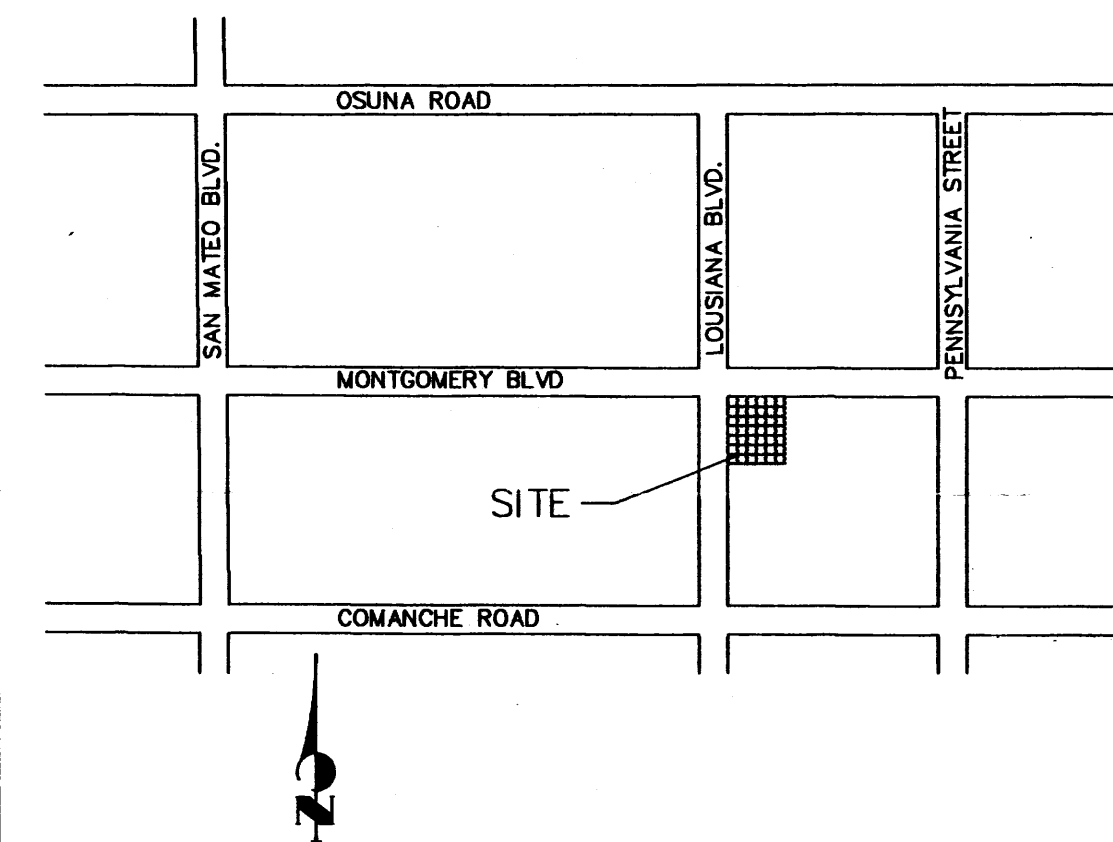 OSUNA ROAD
SAN MATEO BLVD.
LOUSIANA BLVD.
PENNSYLVANIA STREET
MONTGOMERY BLVD
SITE
COMANCHE ROAD
N